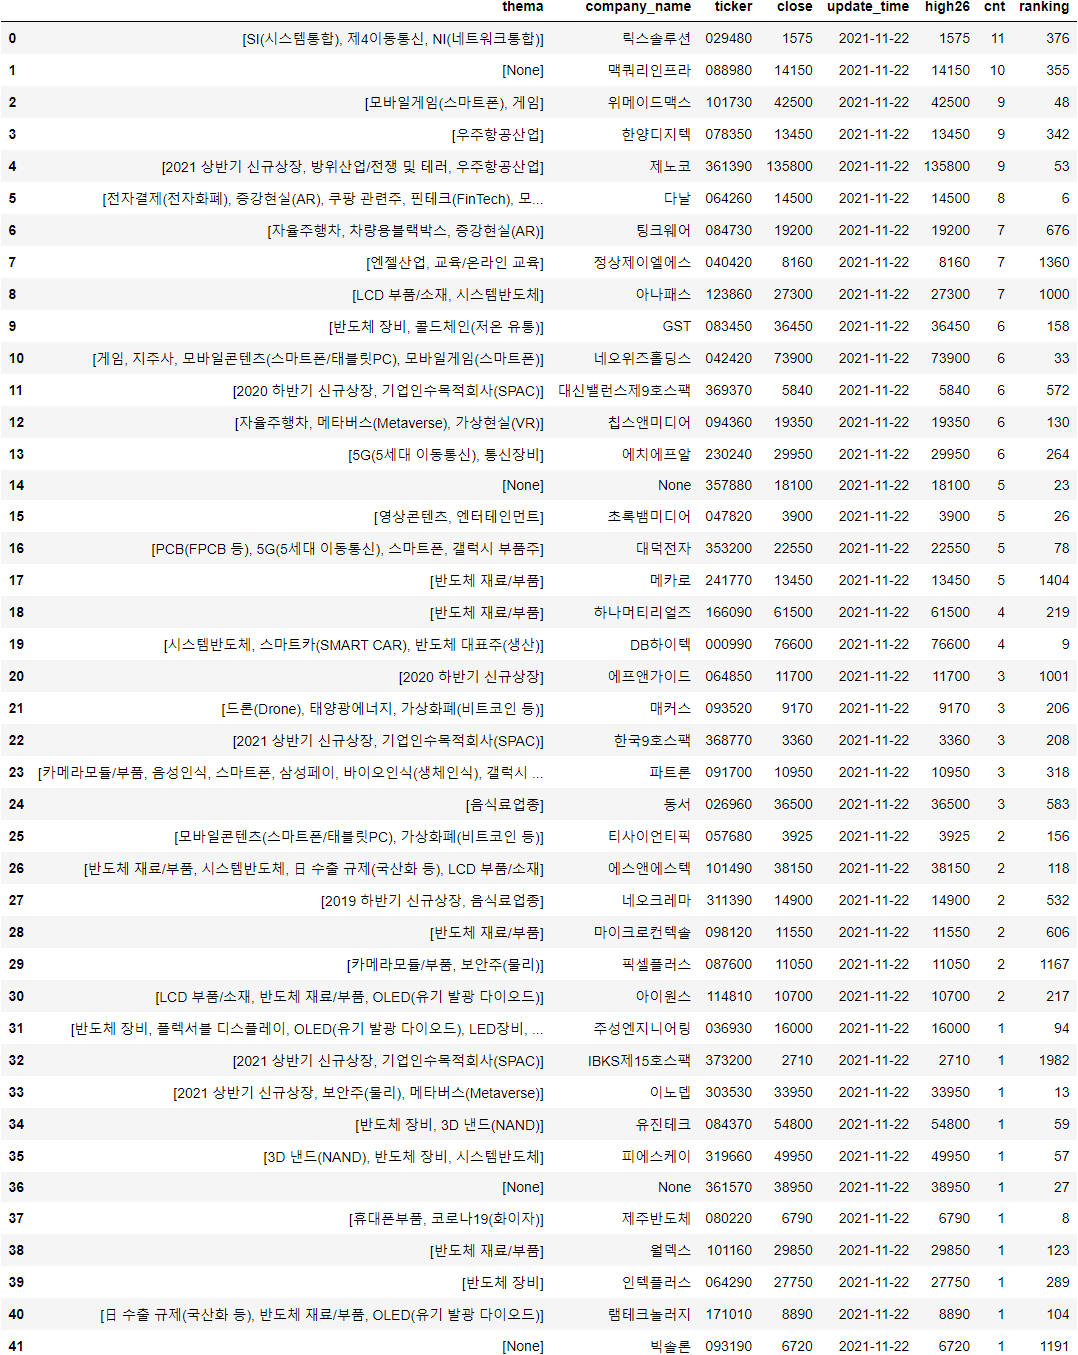 thema company_name ticker close update_time high26 cnt ranking
0 [SI(시스템통합), 제4이동통신, NI(네트워크통합)] 릭스솔루션 029480 1575 2021-11-22 1575 11 376
1 [None] 맥쿼리인프라 088980 14150 2021-11-22 14150 10 355
2 [모바일게임(스마트폰), 게임] 위메이드맥스 101730 42500 2021-11-22 42500 9 48
3 [우주항공산업] 한양디지텍 078350 13450 2021-11-22 13450 9 342
4 [2021 상반기 신규상장, 방위산업/전쟁 및 테러, 우주항공산업] 제노코 361390 135800 2021-11-22 135800 9 53
5 [전자결제(전자화폐), 증강현실(AR), 쿠팡 관련주, 핀테크(FinTech), 모... 다날 064260 14500 2021-11-22 14500 8 6
6 [자율주행차, 차량용블랙박스, 증강현실(AR)] 팅크웨어 084730 19200 2021-11-22 19200 7 676
7 [엔젤산업, 교육/온라인 교육] 정상제이엘에스 040420 8160 2021-11-22 8160 7 1360
8 [LCD 부품/소재, 시스템반도체] 아나패스 123860 27300 2021-11-22 27300 7 1000
9 [반도체 장비, 콜드체인(저온 유통)] GST 083450 36450 2021-11-22 36450 6 158
10 [게임, 지주사, 모바일콘텐츠(스마트폰/태블릿PC), 모바일게임(스마트폰)] 네오위즈홀딩스 042420 73900 2021-11-22 73900 6 33
11 [2020 하반기 신규상장, 기업인수목적회사(SPAC)] 대신밸런스제9호스팩 369370 5840 2021-11-22 5840 6 572
12 [자율주행차, 메타버스(Metaverse), 가상현실(VR)] 칩스앤미디어 094360 19350 2021-11-22 19350 6 130
13 [5G(5세대 이동통신), 통신장비] 에치에프알 230240 29950 2021-11-22 29950 6 264
14 [None] None 357880 18100 2021-11-22 18100 5 23
15 [영상콘텐츠, 엔터테인먼트] 초록뱀미디어 047820 3900 2021-11-22 3900 5 26
16 [PCB(FPCB 등), 5G(5세대 이동통신), 스마트폰, 갤럭시 부품주] 대덕전자 353200 22550 2021-11-22 22550 5 78
17 [반도체 재료/부품] 메카로 241770 13450 2021-11-22 13450 5 1404
18 [반도체 재료/부품] 하나머티리얼즈 166090 61500 2021-11-22 61500 4 219
19 [시스템반도체, 스마트카(SMART CAR), 반도체 대표주(생산)] DB하이텍 000990 76600 2021-11-22 76600 4 9
20 [2020 하반기 신규상장] 에프앤가이드 064850 11700 2021-11-22 11700 3 1001
21 [드론(Drone), 태양광에너지, 가상화폐(비트코인 등)] 매커스 093520 9170 2021-11-22 9170 3 206
22 [2021 상반기 신규상장, 기업인수목적회사(SPAC)] 한국9호스팩 368770 3360 2021-11-22 3360 3 208
23 [카메라모듈/부품, 음성인식, 스마트폰, 삼성페이, 바이오인식(생체인식), 갤럭시 ... 파트론 091700 10950 2021-11-22 10950 3 318
24 [음식료업종] 동서 026960 36500 2021-11-22 36500 3 583
25 [모바일콘텐츠(스마트폰/태블릿PC), 가상화폐(비트코인 등)] 티사이언티픽 057680 3925 2021-11-22 3925 2 156
26 [반도체 재료/부품, 시스템반도체, 日 수출 규제(국산화 등), LCD 부품/소재] 에스앤에스텍 101490 38150 2021-11-22 38150 2 118
27 [2019 하반기 신규상장, 음식료업종] 네오크레마 311390 14900 2021-11-22 14900 2 532
28 [반도체 재료/부품] 마이크로컨텍솔 098120 11550 2021-11-22 11550 2 606
29 [카메라모듈/부품, 보안주(물리)] 픽셀플러스 087600 11050 2021-11-22 11050 2 1167
30 [LCD 부품/소재, 반도체 재료/부품, OLED(유기 발광 다이오드)] 아이원스 114810 10700 2021-11-22 10700 2 217
31 [반도체 장비, 플렉서블 디스플레이, OLED(유기 발광 다이오드), LED장비, ... 주성엔지니어링 036930 16000 2021-11-22 16000 1 94
32 [2021 상반기 신규상장, 기업인수목적회사(SPAC)] IBKS제15호스팩 373200 2710 2021-11-22 2710 1 1982
33 [2021 상반기 신규상장, 보안주(물리), 메타버스(Metaverse)] 이노뎁 303530 33950 2021-11-22 33950 1 13
34 [반도체 장비, 3D 낸드(NAND)] 유진테크 084370 54800 2021-11-22 54800 1 59
35 [3D 낸드(NAND), 반도체 장비, 시스템반도체] 피에스케이 319660 49950 2021-11-22 49950 1 57
36 [None] None 361570 38950 2021-11-22 38950 1 27
37 [휴대폰부품, 코로나19(화이자)] 제주반도체 080220 6790 2021-11-22 6790 1 8
38 [반도체 재료/부품] 월덱스 101160 29850 2021-11-22 29850 1 123
39 [반도체 장비] 인텍플러스 064290 27750 2021-11-22 27750 1 289
40 [日 수출 규제(국산화 등), 반도체 재료/부품, OLED(유기 발광 다이오드)] 램테크놀러지 171010 8890 2021-11-22 8890 1 104
41 [None] 빅솔론 093190 6720 2021-11-22 6720 1 1191